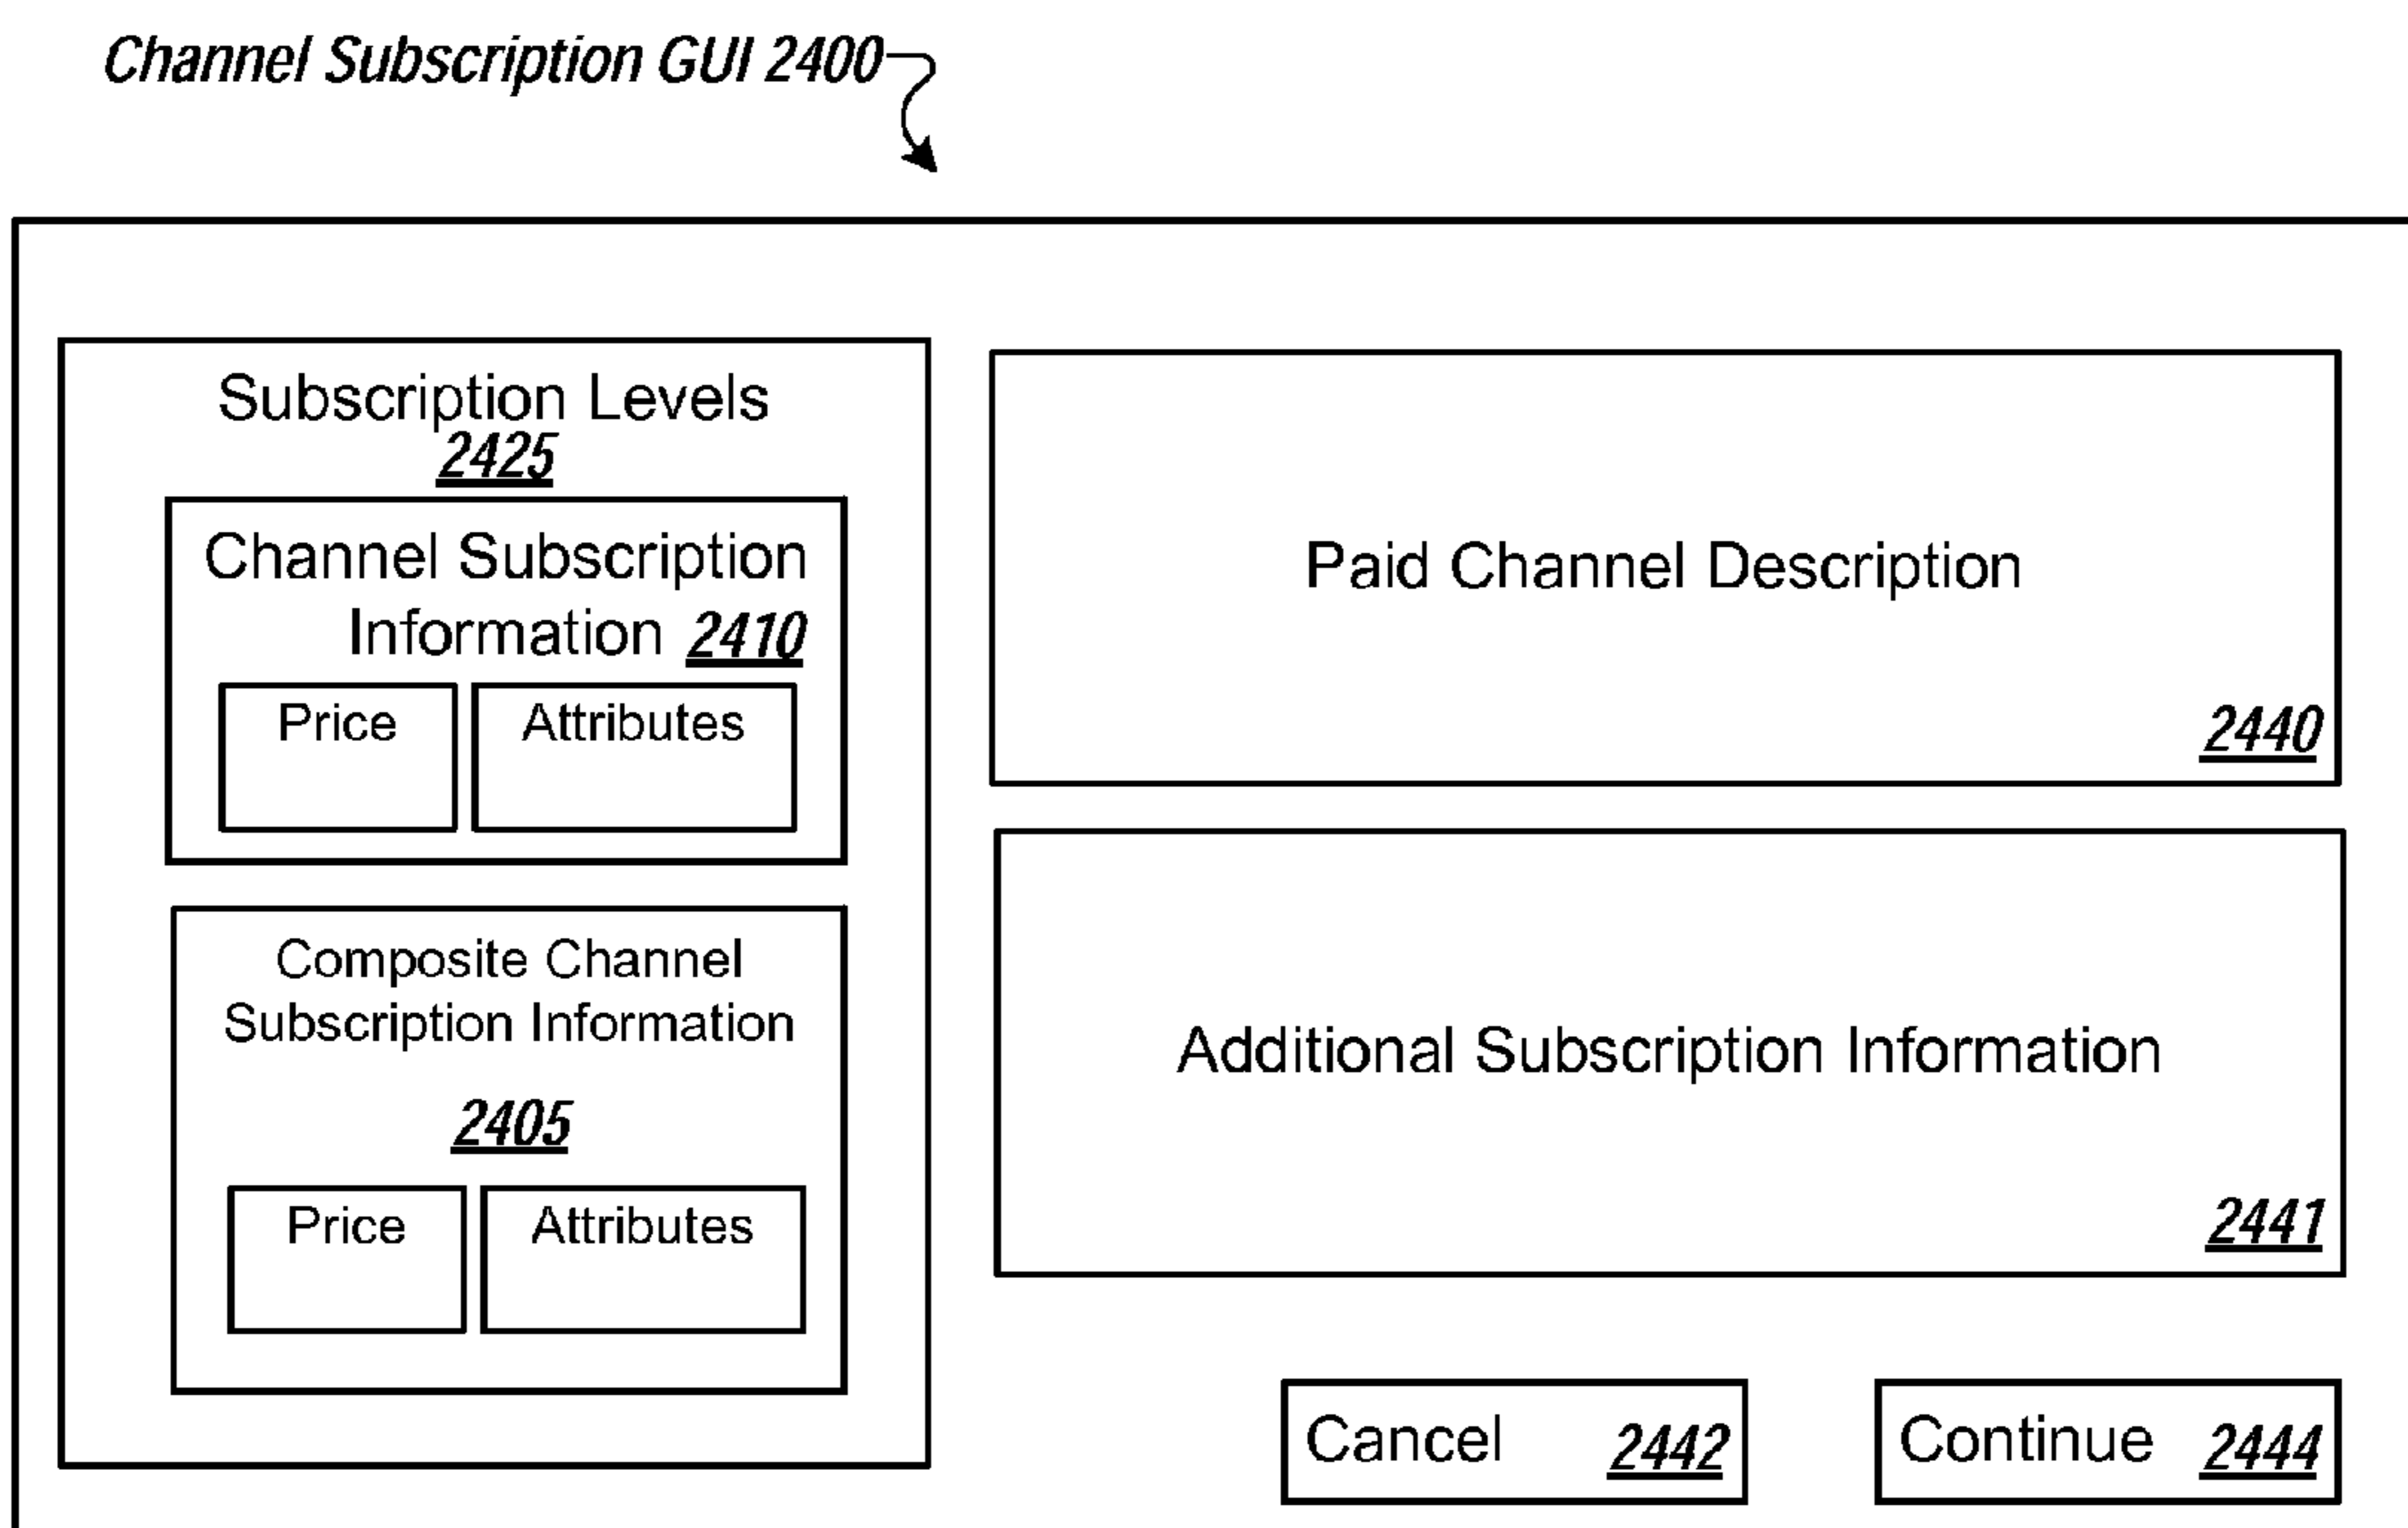 Channel Subscription GUI 2400
Subscription Levels
2425
Channel Subscription
Information 2410
Price
Attributes
Composite Channel
Subscription Information
2405
Price
Attributes
Paid Channel Description
2440
Additional Subscription Information
2441
Cancel 2442
Continue 2444